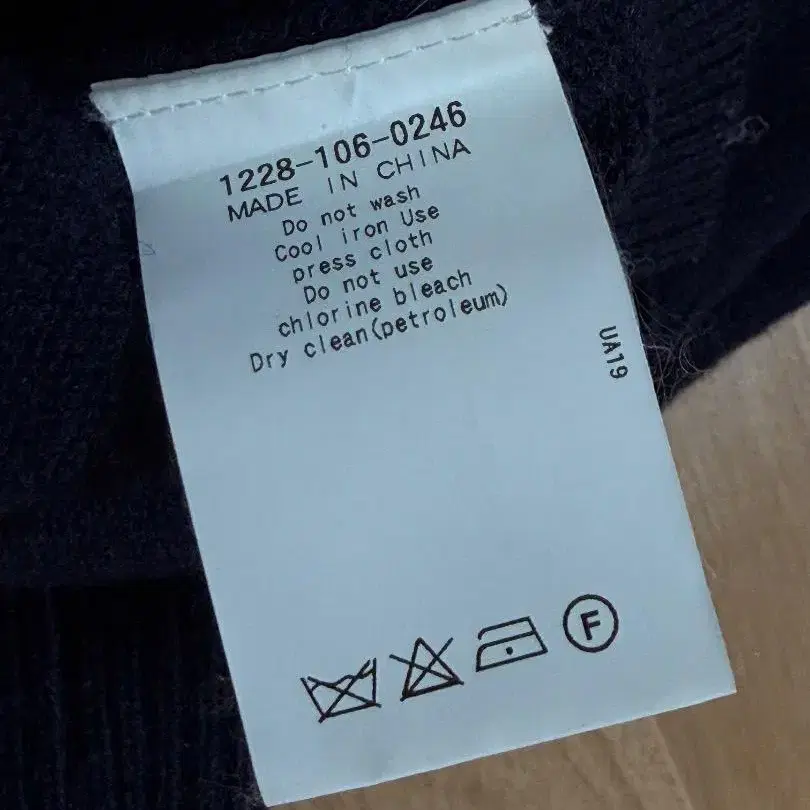 1228-106-0246
MADE IN CHINA
Do not wash
Cool iron Use
press cloth
Do not use
chlorine bleach
Dry clean(petroleum)
UA19
F